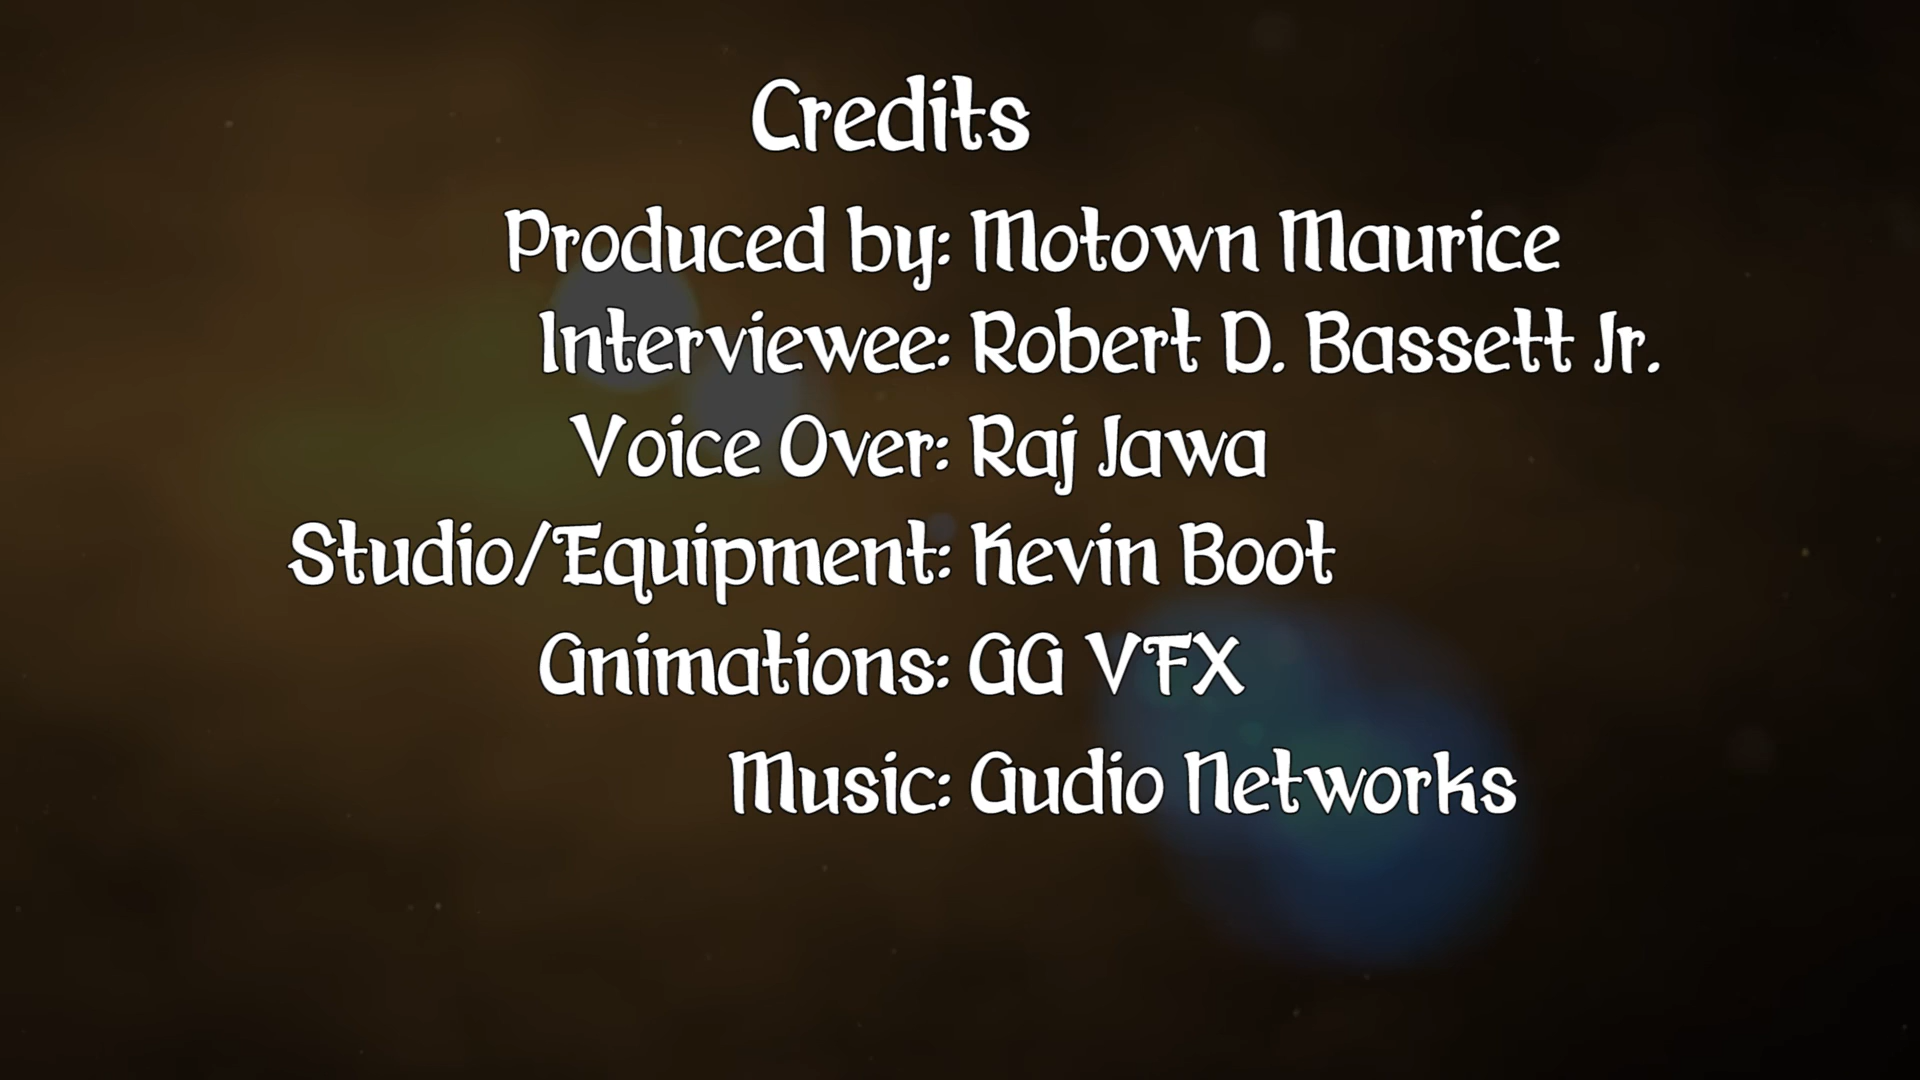 Credits
Produced by: Motown Maurice
Interviewee: Robert D. Bassett Jr.
Voice Over: Raj Jawa
Studio/Equipment: Kevin Boot
Animations: AA VFX
Music: Audio Networks